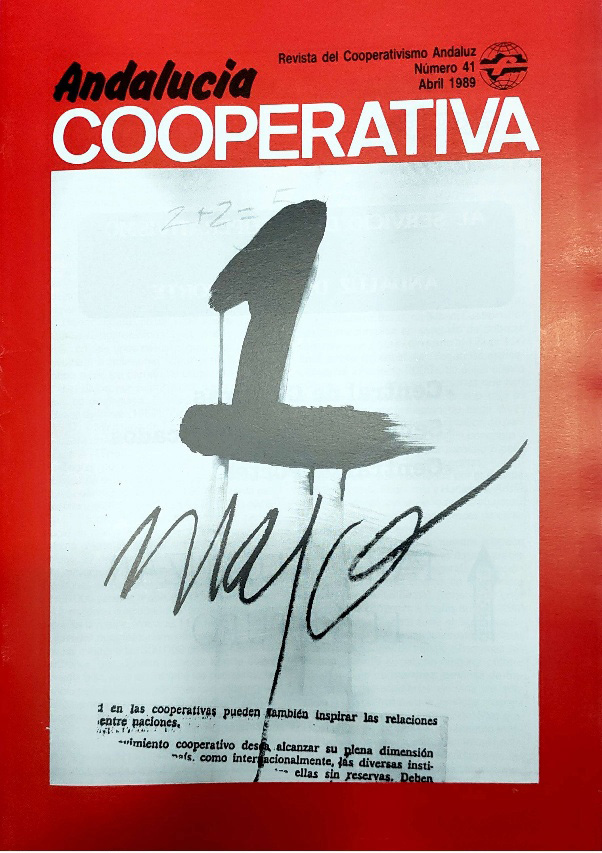 Revista del Cooperativismo Andaluz
Número 41
Abril 1989
Andalucia
COOPERATIVA
2+2=
1
mayo
en las cooperativas pueden también inspirar las relaciones
entre naciones.
vimiento cooperativo desea alcanzar su plena dimensión
país, como internacionalmente, las diversas insti-
ellas sin reservas. Deben